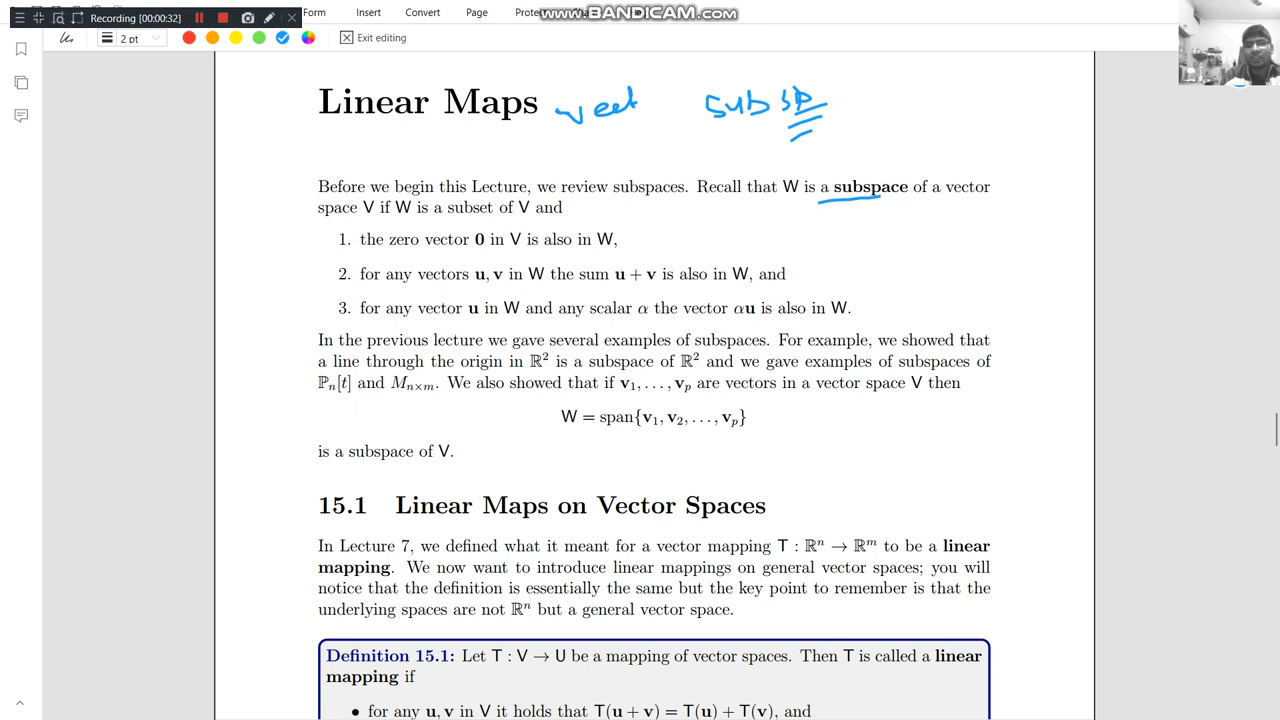 Recording [00:00:32]
Form Insert Convert Page Prote
www.BANDICAM.com
2 pt
Exit editing
Linear Maps vect subsp
Before we begin this Lecture, we review subspaces. Recall that W is a subspace of a vector
space V if W is a subset of V and
1. the zero vector 0 in V is also in W,
2. for any vectors u, v in W the sum u + v is also in W, and
3. for any vector u in W and any scalar α the vector αu is also in W.
In the previous lecture we gave several examples of subspaces. For example, we showed that
a line through the origin in ℝ² is a subspace of ℝ² and we gave examples of subspaces of
ℙₙ[t] and Mₙₓₘ. We also showed that if v₁, . . . , vₚ are vectors in a vector space V then
W = span{v₁, v₂, . . . , vₚ}
is a subspace of V.
15.1 Linear Maps on Vector Spaces
In Lecture 7, we defined what it meant for a vector mapping T : ℝⁿ → ℝᵐ to be a linear
mapping. We now want to introduce linear mappings on general vector spaces; you will
notice that the definition is essentially the same but the key point to remember is that the
underlying spaces are not ℝⁿ but a general vector space.
Definition 15.1: Let T : V → U be a mapping of vector spaces. Then T is called a linear
mapping if
• for any u, v in V it holds that T(u + v) = T(u) + T(v), and